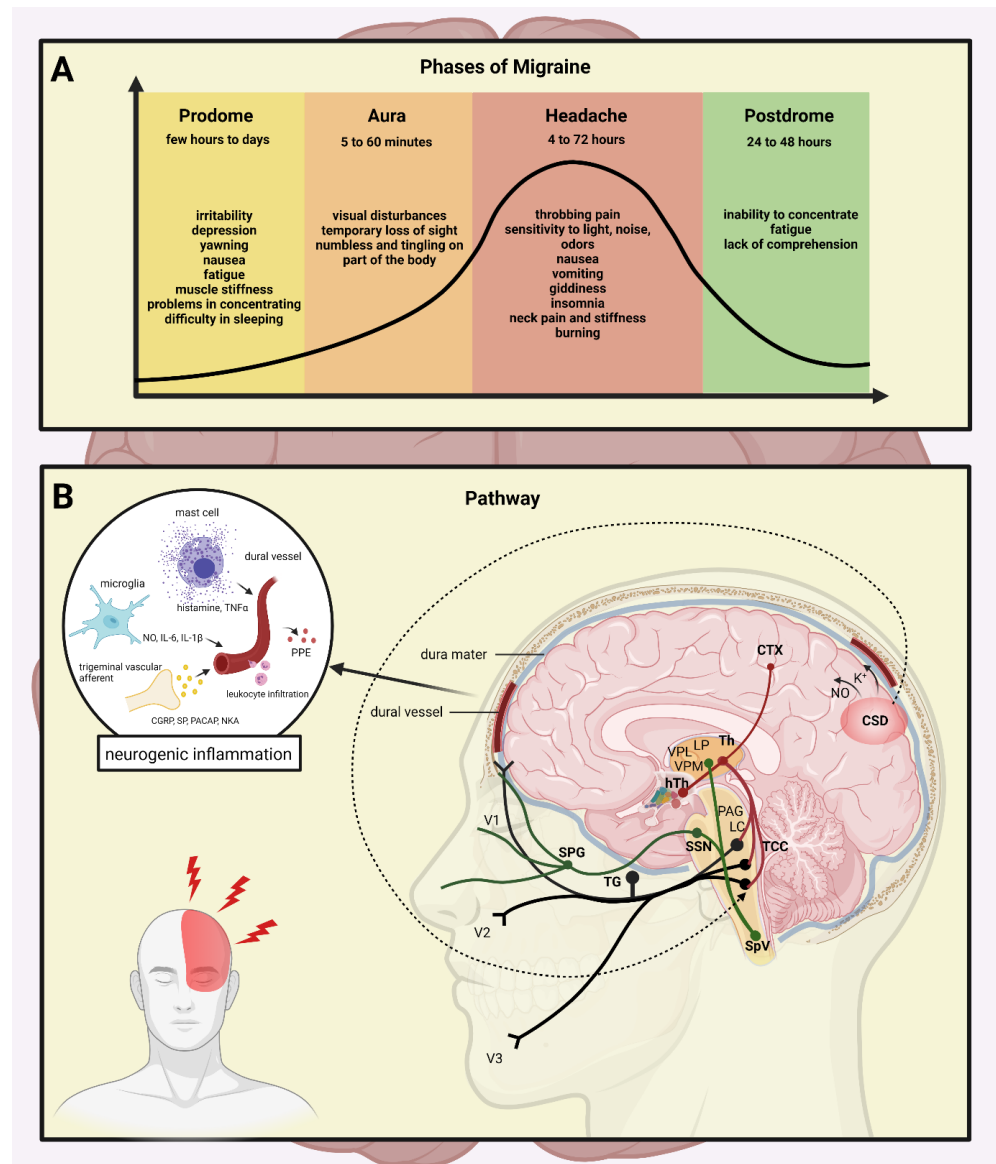 A
Phases of Migraine
Prodome
few hours to days
irritability
depression
yawning
nausea
fatigue
muscle stiffness
problems in concentrating
difficulty in sleeping
Aura
5 to 60 minutes
visual disturbances
temporary loss of sight
numbless and tingling on
part of the body
Headache
4 to 72 hours
throbbing pain
sensitivity to light, noise,
odors
nausea
vomiting
giddiness
insomnia
neck pain and stiffness
burning
Postdrome
24 to 48 hours
inability to concentrate
fatigue
lack of comprehension
B
Pathway
mast cell
dural vessel
microglia
histamine, TNFα
NO, IL-6, IL-1β
PPE
trigeminal vascular
afferent
leukocyte infiltration
CGRP, SP, PACAP, NKA
neurogenic inflammation
dura mater
dural vessel
CTX
K+
NO
CSD
VPL
LP
Th
VPM
hTh
PAG
LC
V1
SSN
TCC
SPG
TG
V2
SpV
V3